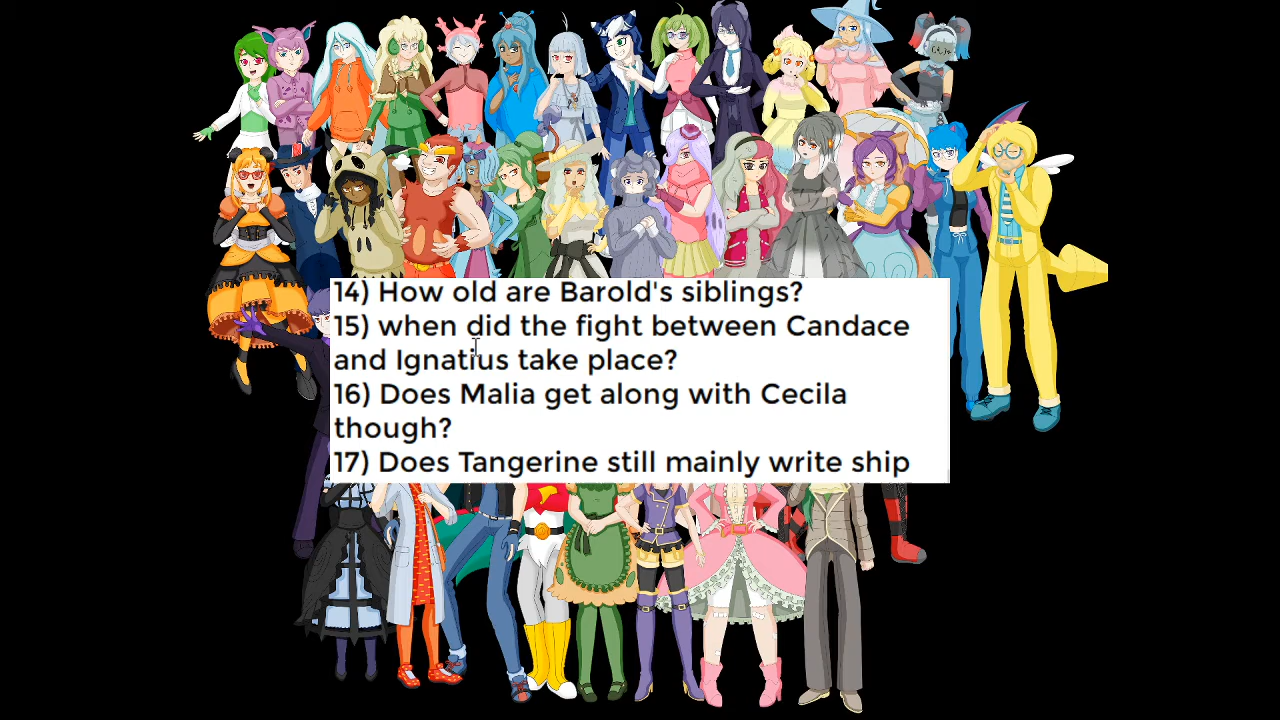 14) How old are Barold's siblings?
15) when did the fight between Candace
and Ignatius take place?
16) Does Malia get along with Cecila
though?
17) Does Tangerine still mainly write ship